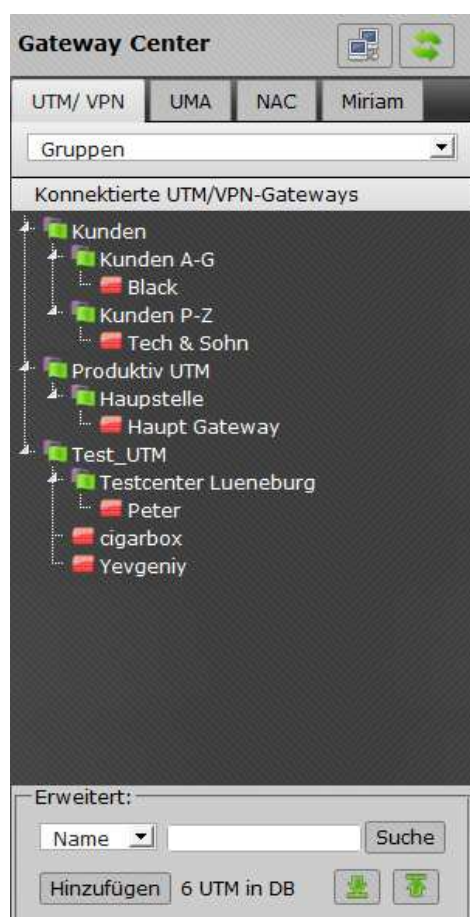 Gateway Center
UTM/ VPN UMA NAC Miriam
Gruppen
Konnektierte UTM/VPN-Gateways
Kunden
Kunden A-G
Black
Kunden P-Z
Tech & Sohn
Produktiv UTM
Haupstelle
Haupt Gateway
Test_UTM
Testcenter Lueneburg
Peter
cigarbox
Yevgeniy
Erweitert:
Name Suche
Hinzufügen 6 UTM in DB